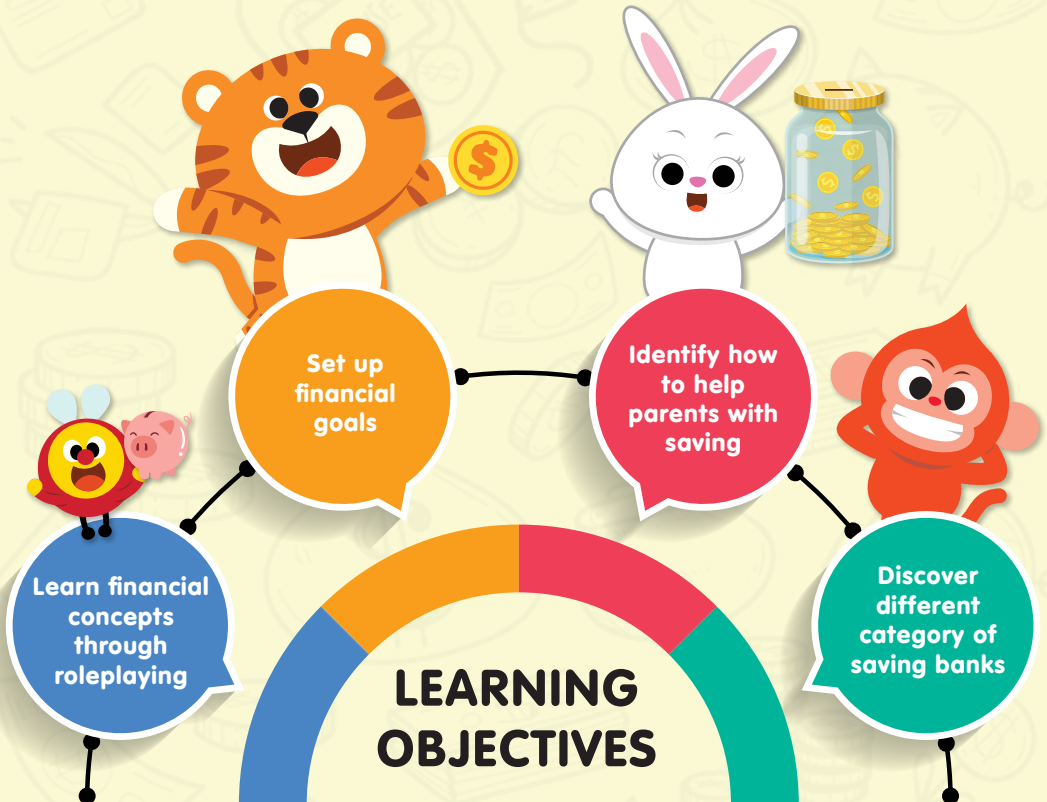 Set up
financial
goals
Identify how
to help
parents with
saving
Learn financial
concepts
through
roleplaying
Discover
different
category of
saving banks
LEARNING
OBJECTIVES